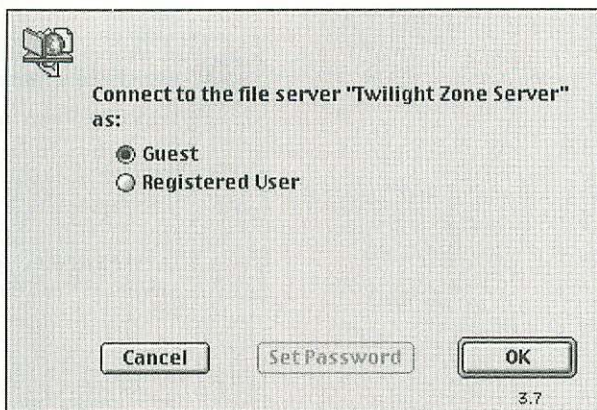 Connect to the file server "Twilight Zone Server"
as:
Guest
Registered User
Cancel
Set Password
OK
3.7